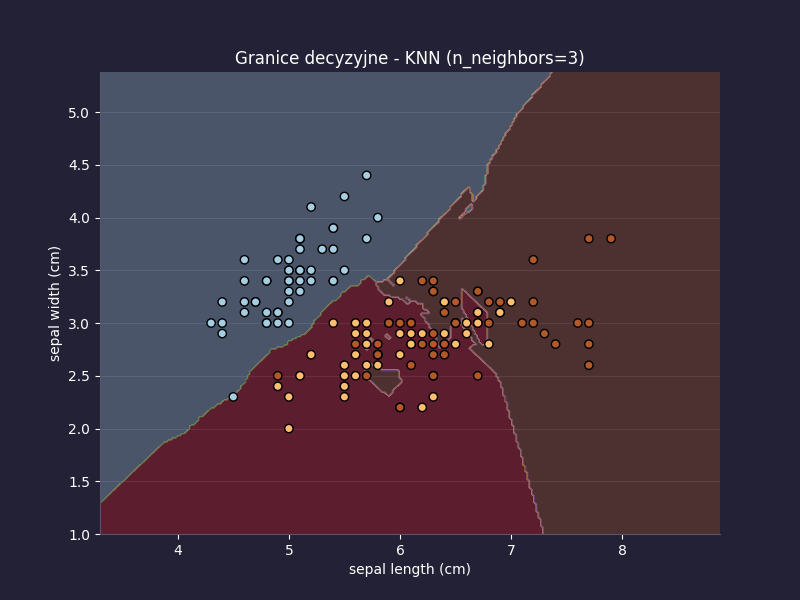 Granice decyzyjne - KNN (n_neighbors=3)
sepal width (cm)
5.0
4.5
4.0
3.5
3.0
2.5
2.0
1.5
1.0
4 5 6 7 8
sepal length (cm)